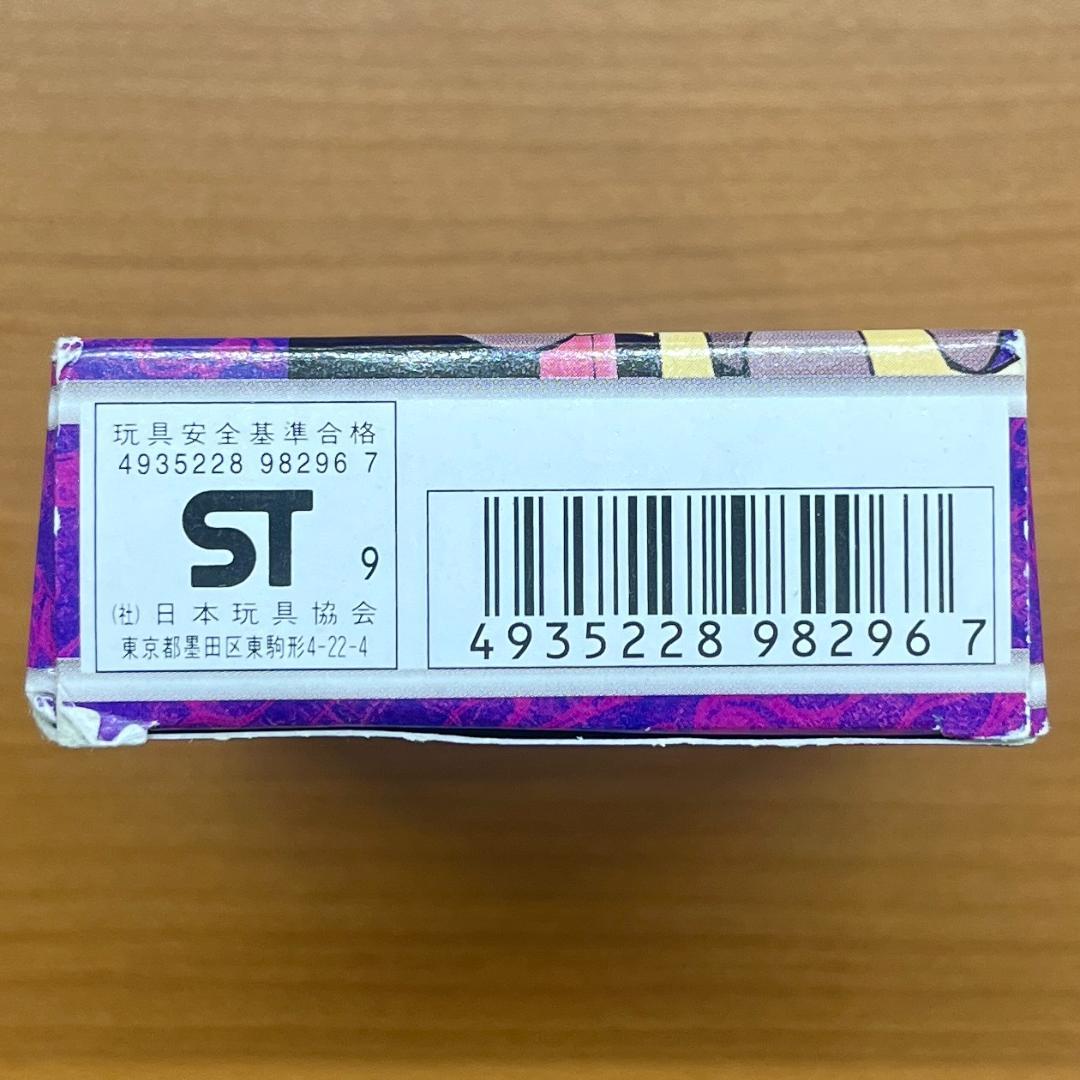 玩具安全基準合格
4935228 98296 7
ST 9
(社)日本玩具協会
東京都墨田区東駒形4-22-4
4935228 98296 7